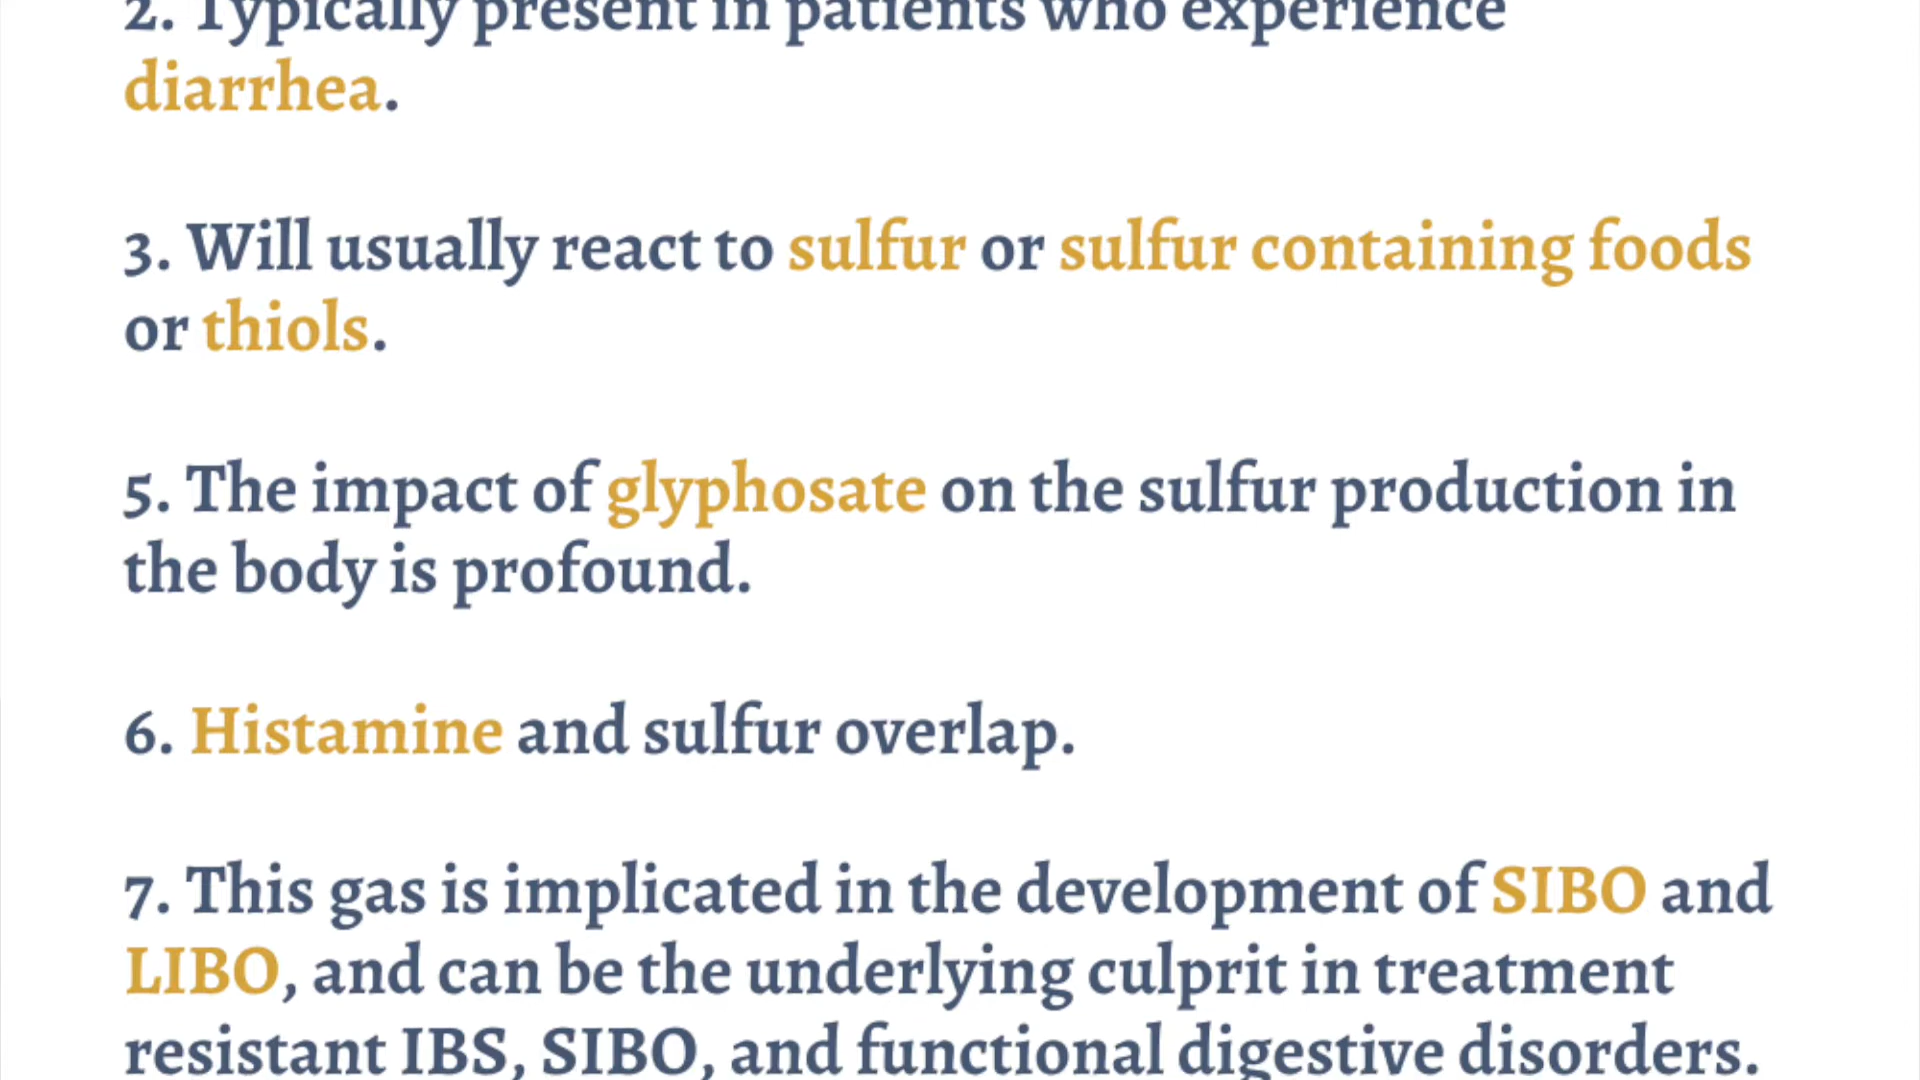 2. Typically present in patients who experience
diarrhea.
3. Will usually react to sulfur or sulfur containing foods
or thiols.
5. The impact of glyphosate on the sulfur production in
the body is profound.
6. Histamine and sulfur overlap.
7. This gas is implicated in the development of SIBO and
LIBO, and can be the underlying culprit in treatment
resistant IBS, SIBO, and functional digestive disorders.